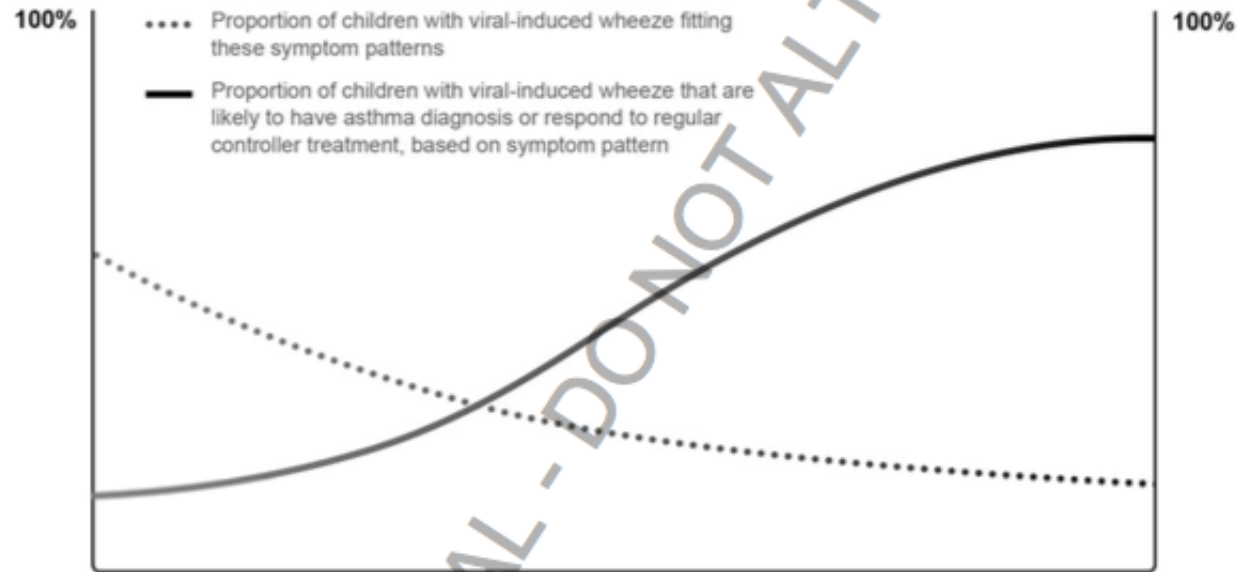 100%
Proportion of children with viral-induced wheeze fitting
these symptom patterns
Proportion of children with viral-induced wheeze that are
likely to have asthma diagnosis or respond to regular
controller treatment, based on symptom pattern
100%
- DO NOT